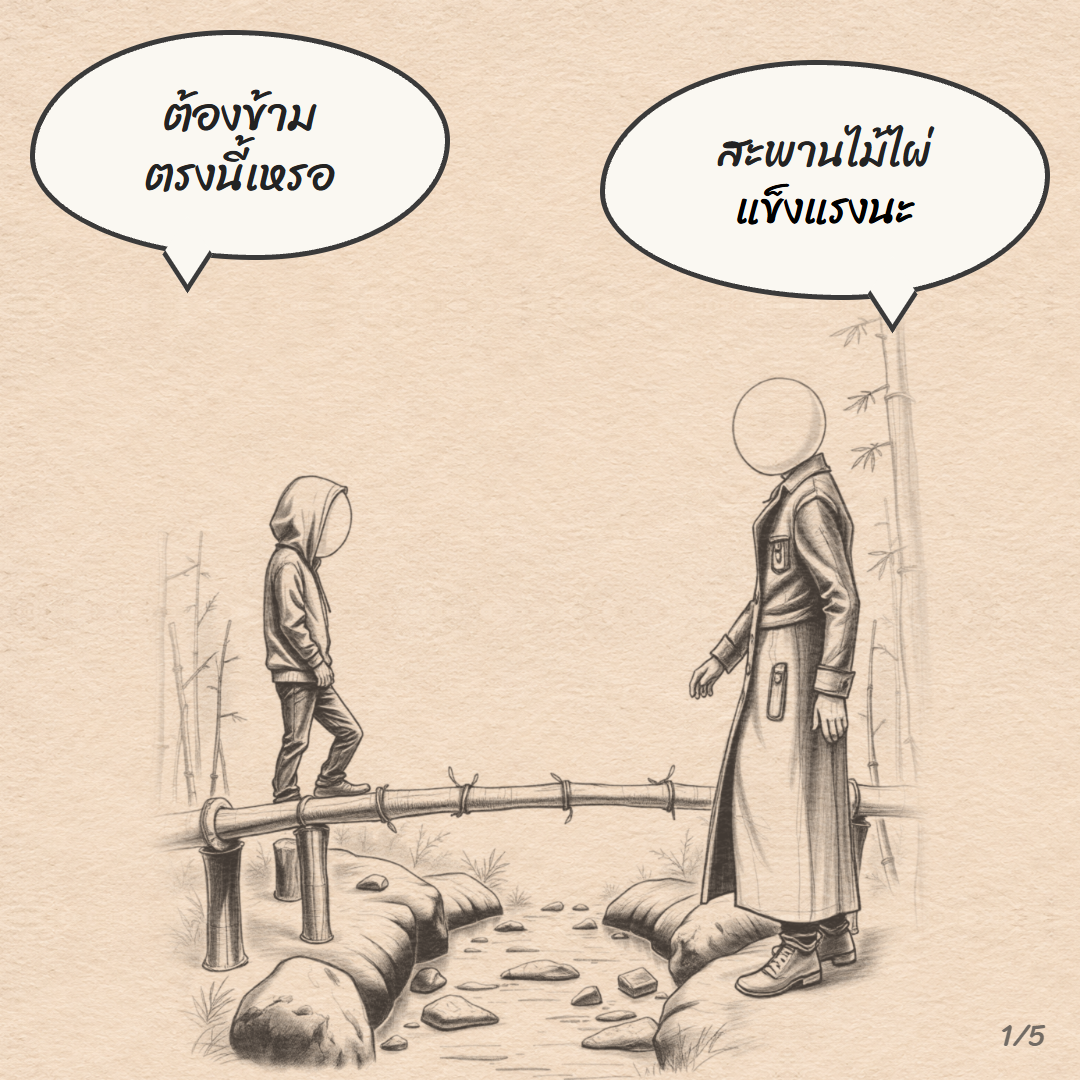 ต้องข้าม
ตรงนี้เหรอ
สะพานไม้ไผ่
แข็งแรงนะ
1/5